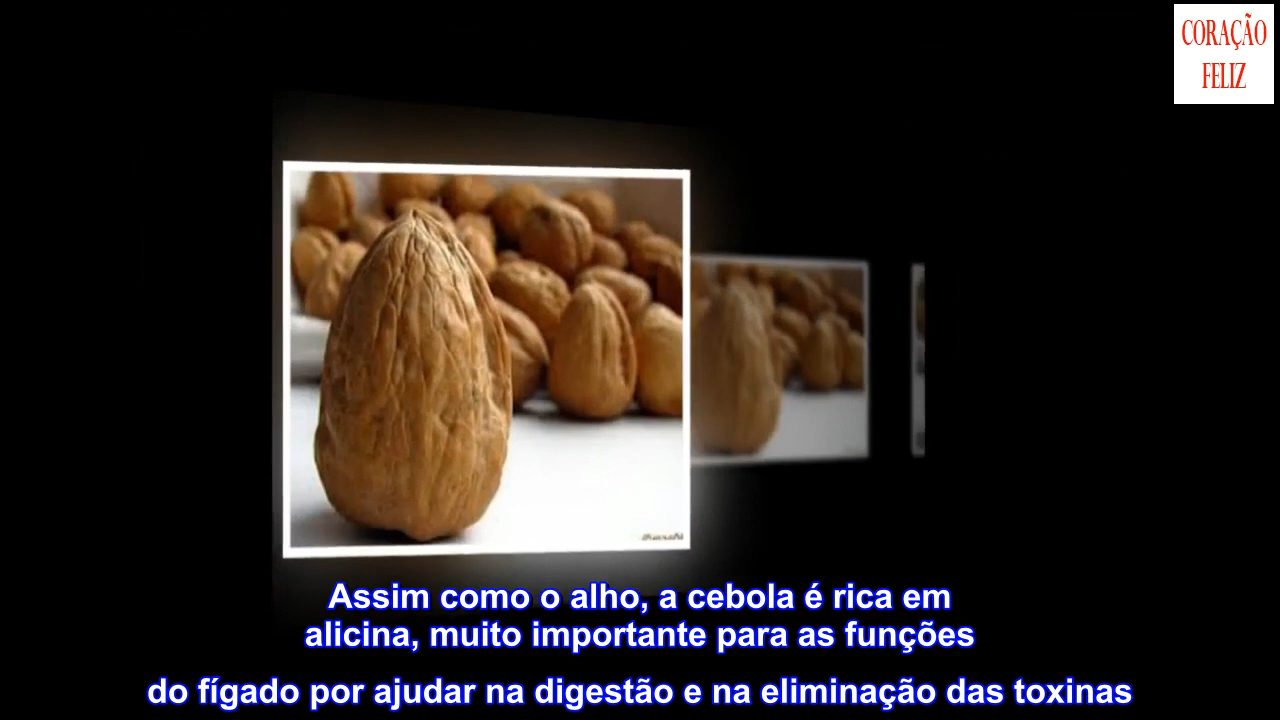 CORAÇÃO
FELIZ
Assim como o alho, a cebola é rica em
alicina, muito importante para as funções
do fígado por ajudar na digestão e na eliminação das toxinas